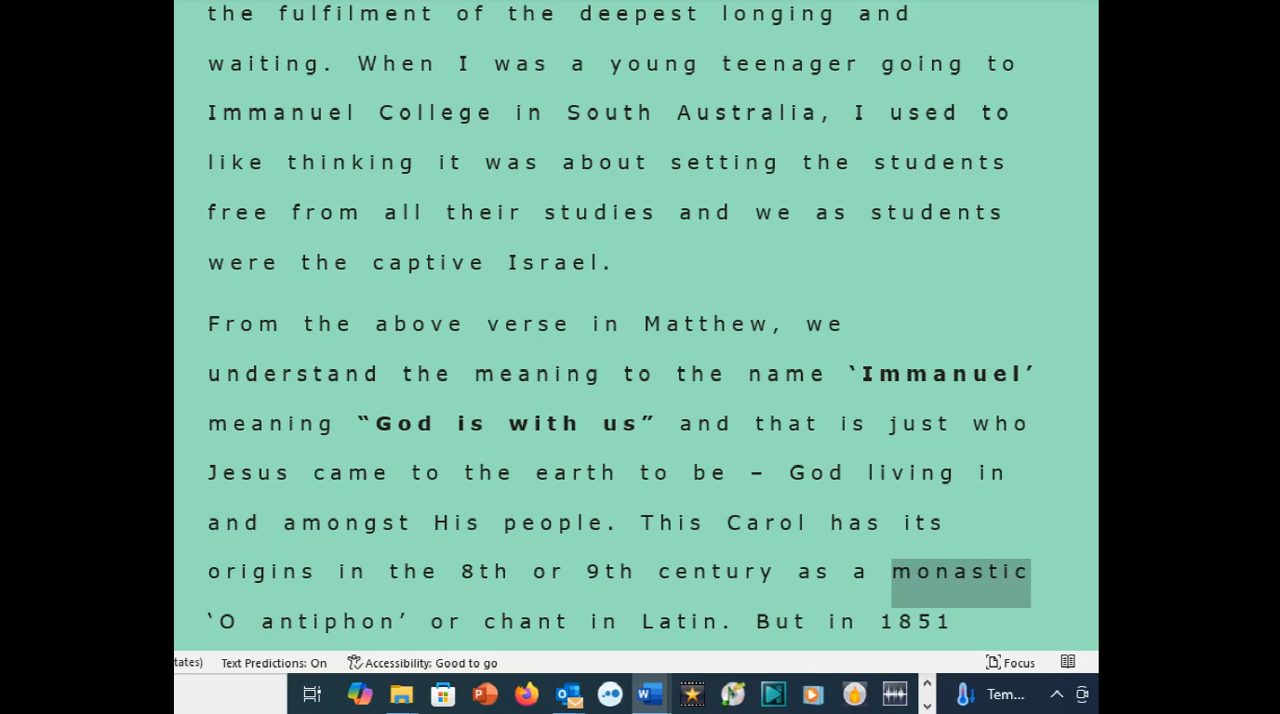 the fulfilment of the deepest longing and
waiting. When I was a young teenager going to
Immanuel College in South Australia, I used to
like thinking it was about setting the students
free from all their studies and we as students
were the captive Israel.
From the above verse in Matthew, we
understand the meaning to the name ‘Immanuel’
meaning “God is with us” and that is just who
Jesus came to the earth to be – God living in
and amongst His people. This Carol has its
origins in the 8th or 9th century as a monastic
‘O antiphon’ or chant in Latin. But in 1851
tates) Text Predictions: On Accessibility: Good to go Focus
Tem...